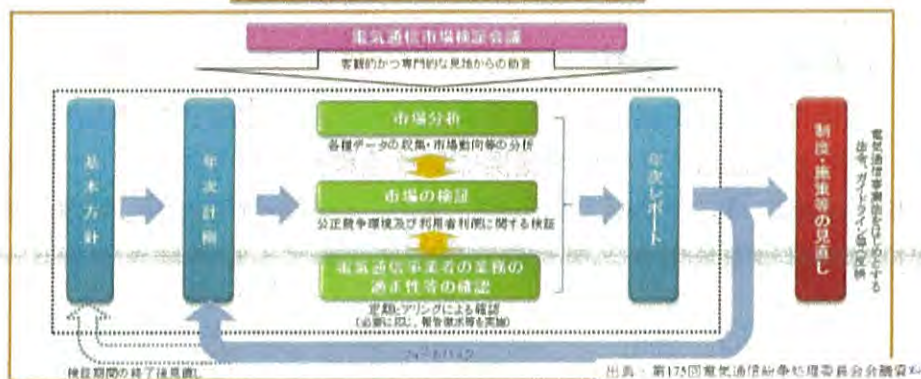 電気通信市場検証会議
客観的かつ専門的な見地からの助言
基本方針
年次計画
市場分析
各種データの収集・市場動向等の分析
市場の検証
公正競争環境及び利用者利便に関する検証
電気通信事業者の業務の
適正性等の確認
定期ヒアリングによる確認
(必要に応じ、報告徴求等を実施)
年次レポート
制度・施策等の見直し
電気通信事業法をはじめとする
法令、ガイドライン等に反映
フィードバック
検証期間の終了後見直し
出典：第175回電気通信紛争処理委員会会議資料